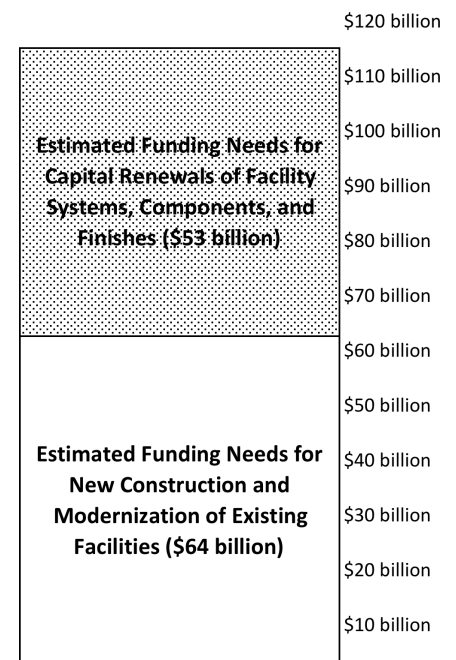 $120 billion
$110 billion
$100 billion
$90 billion
$80 billion
$70 billion
$60 billion
$50 billion
$40 billion
$30 billion
$20 billion
$10 billion
Estimated Funding Needs for
Capital Renewals of Facility
Systems, Components, and
Finishes ($53 billion)
Estimated Funding Needs for
New Construction and
Modernization of Existing
Facilities ($64 billion)